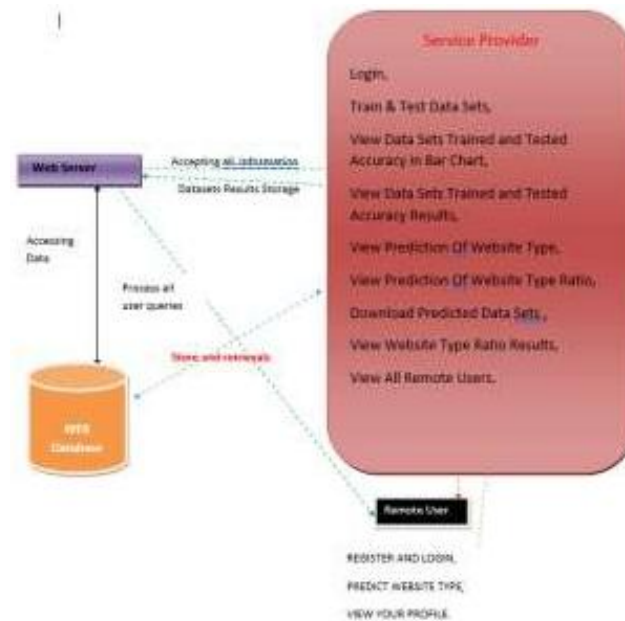 Service Provider
Login,
Train & Test Data Sets,
View Data Sets Trained and Tested
Accuracy in Bar Chart,
View Data Sets Trained and Tested
Accuracy Results,
View Prediction Of Website Type,
View Prediction Of Website Type Ratio,
Download Predicted Data Sets,
View Website Type Ratio Results,
View All Remote Users.
Web Server
Accepting all Information
Datasets Results Storage
Accessing
Data
Process all
user queries
Store and retrievals
WEB
Database
Remote User
REGISTER AND LOGIN,
PREDICT WEBSITE TYPE,
VIEW YOUR PROFILE.